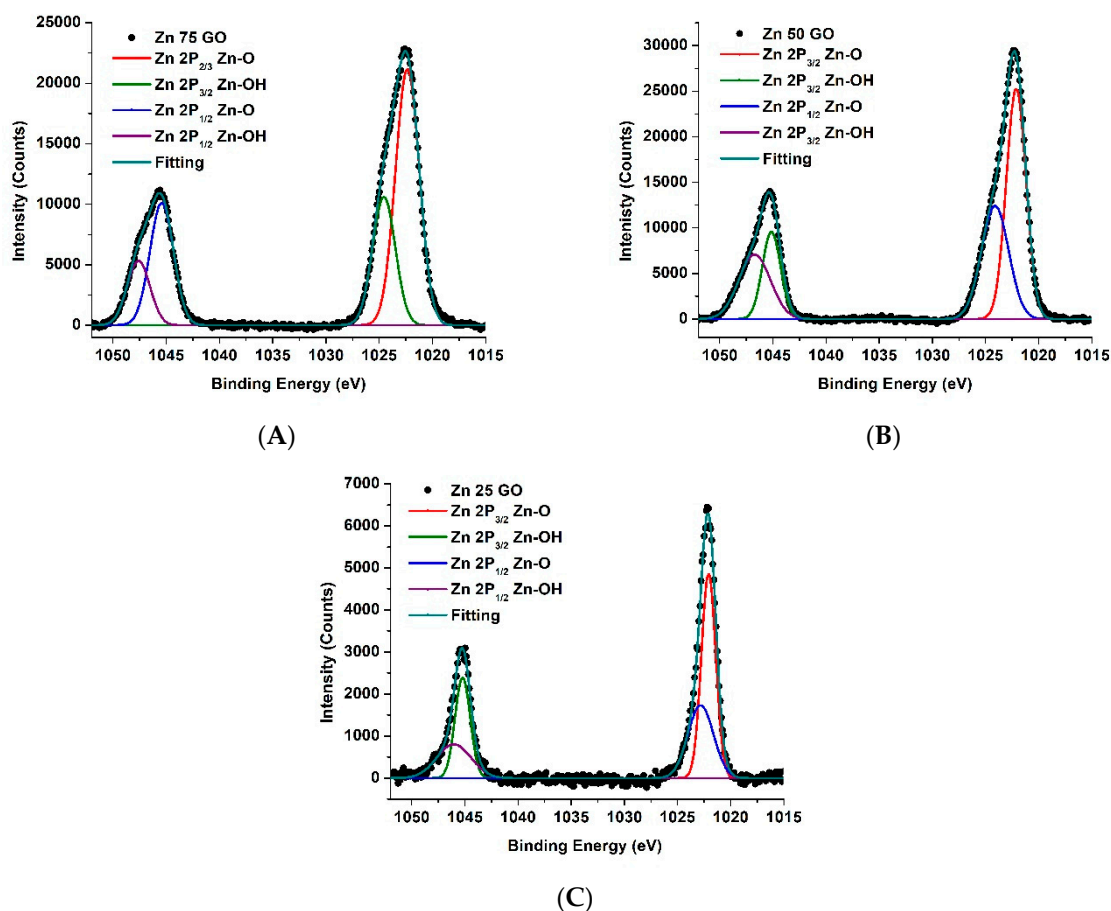 25000
20000
15000
10000
5000
0
Intensity (Counts)
Zn 75 GO
Zn 2P2/3 Zn-O
Zn 2P3/2 Zn-OH
Zn 2P1/2 Zn-O
Zn 2P1/2 Zn-OH
Fitting
1050 1045 1040 1035 1030 1025 1020 1015
Binding Energy (eV)
(A)
30000
25000
20000
15000
10000
5000
0
Intenisty (Counts)
Zn 50 GO
Zn 2P3/2 Zn-O
Zn 2P3/2 Zn-OH
Zn 2P1/2 Zn-O
Zn 2P3/2 Zn-OH
Fitting
1050 1045 1040 1035 1030 1025 1020 1015
Binding Energy (eV)
(B)
7000
6000
5000
4000
3000
2000
1000
0
Intensity (Counts)
Zn 25 GO
Zn 2P3/2 Zn-O
Zn 2P3/2 Zn-OH
Zn 2P1/2 Zn-O
Zn 2P1/2 Zn-OH
Fitting
1050 1045 1040 1035 1030 1025 1020 1015
Binding Energy (eV)
(C)